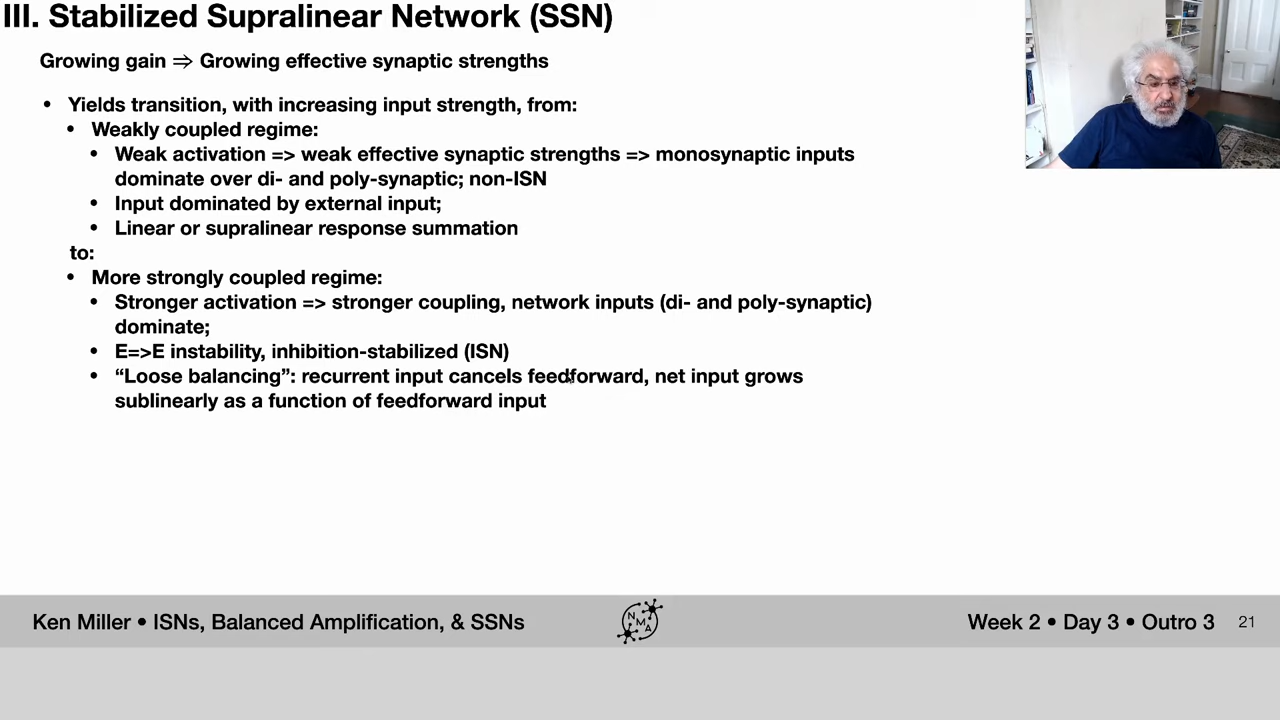 III. Stabilized Supralinear Network (SSN)
Growing gain ⇒ Growing effective synaptic strengths
• Yields transition, with increasing input strength, from:
• Weakly coupled regime:
• Weak activation => weak effective synaptic strengths => monosynaptic inputs
dominate over di- and poly-synaptic; non-ISN
• Input dominated by external input;
• Linear or supralinear response summation
to:
• More strongly coupled regime:
• Stronger activation => stronger coupling, network inputs (di- and poly-synaptic)
dominate;
• E=>E instability, inhibition-stabilized (ISN)
• “Loose balancing”: recurrent input cancels feedforward, net input grows
sublinearly as a function of feedforward input
Ken Miller • ISNs, Balanced Amplification, & SSNs
NMA
Week 2 • Day 3 • Outro 3 21